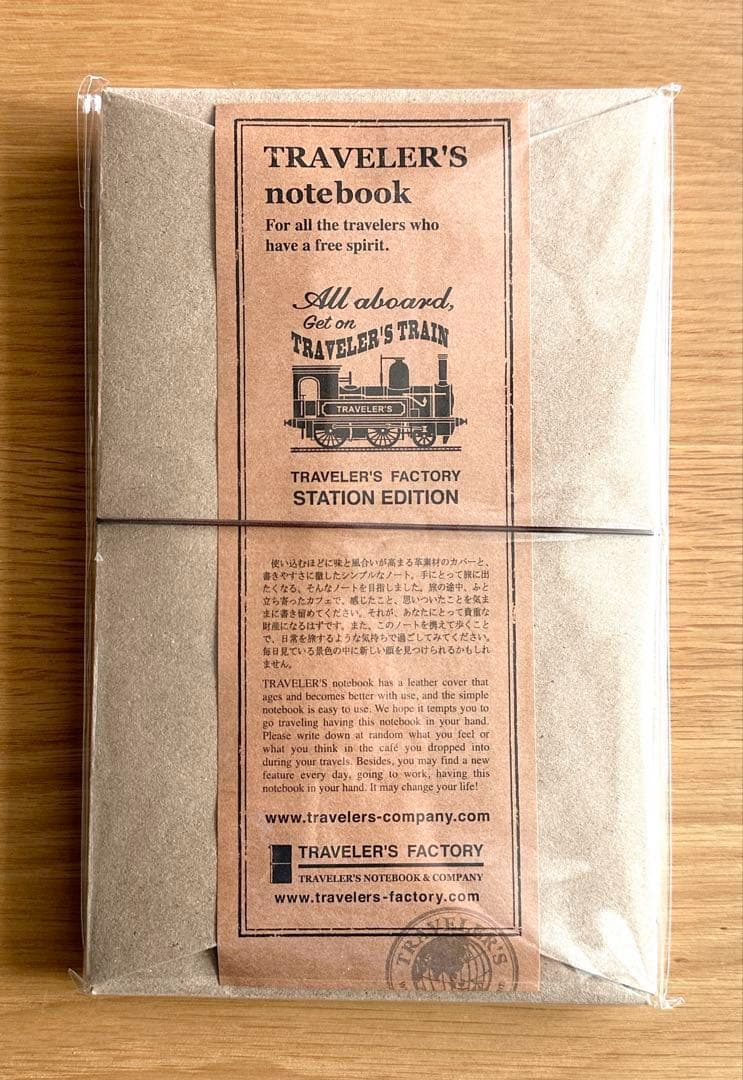 TRAVELER'S
notebook
For all the travelers who
have a free spirit.
All aboard,
Get on
TRAVELER'S TRAIN
TRAVELER'S
TRAVELER'S FACTORY
STATION EDITION
使い込むほどに味と風合いが高まる革素材のカバーと、
書きやすさに徹したシンプルなノート。手にとって旅に出
たくなる、そんなノートを目指しました。旅の途中、ふと
立ち寄ったカフェで、感じたこと、思いついたことを気ま
まに書き留めてください。それが、あなたにとって貴重な
財産になるはずです。また、このノートを携えて歩くこと
で、日常を旅するような気持ちで過ごしてみてください。
毎日見ている景色の中に新しい顔を見つけられるかもしれ
ません。
TRAVELER'S notebook has a leather cover that
ages and becomes better with use, and the simple
notebook is easy to use. We hope it tempts you to
go traveling having this notebook in your hand.
Please write down at random what you feel or
what you think in the café you dropped into
during your travels. Besides, you may find a new
feature every day, going to work, having this
notebook in your hand. It may change your life!
www.travelers-company.com
TRAVELER'S FACTORY
TRAVELER'S NOTEBOOK & COMPANY
www.travelers-factory.com
TRAVELER'S